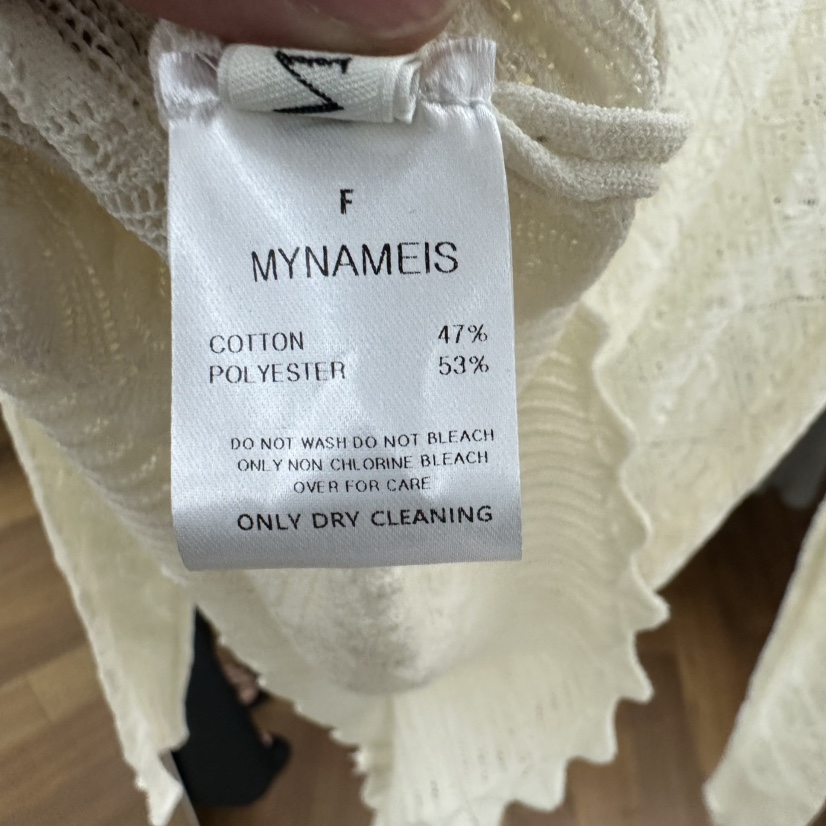 F
MYNAMEIS
COTTON 47%
POLYESTER 53%
DO NOT WASH DO NOT BLEACH
ONLY NON CHLORINE BLEACH
OVER FOR CARE
ONLY DRY CLEANING